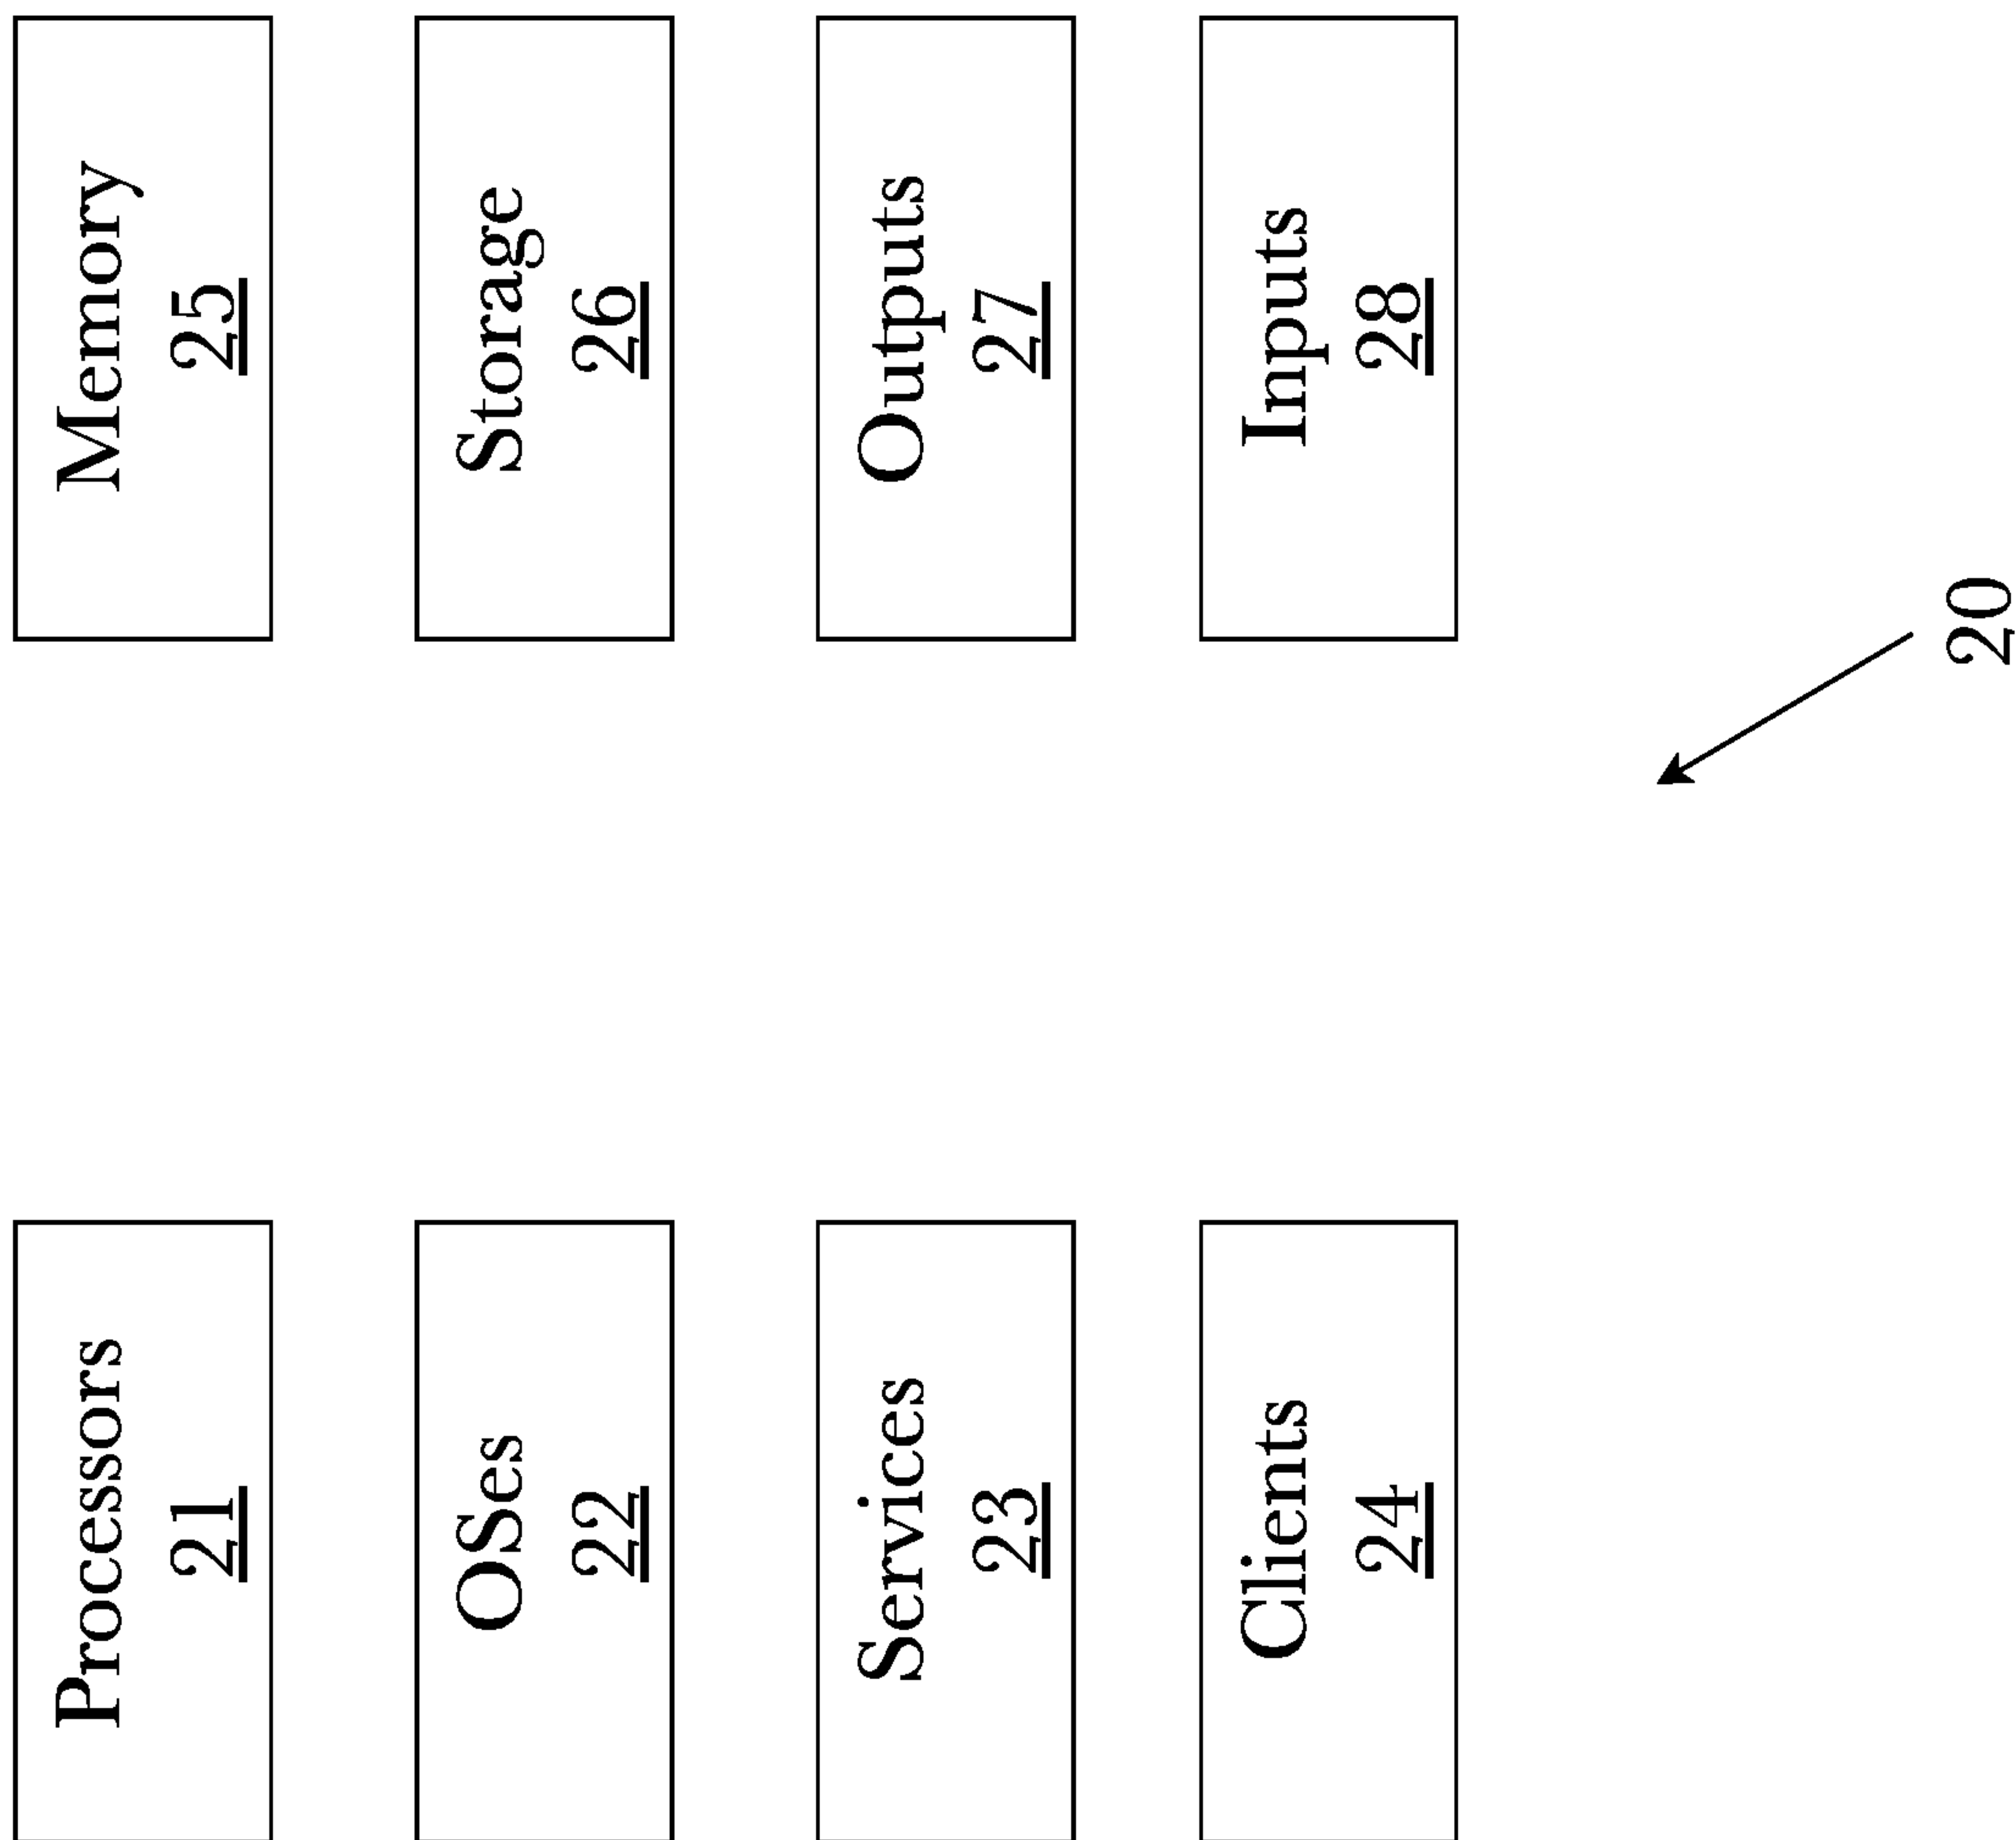 Processors
21
Memory
25
OSes
22
Storage
26
Services
23
Outputs
27
Clients
24
Inputs
28
20